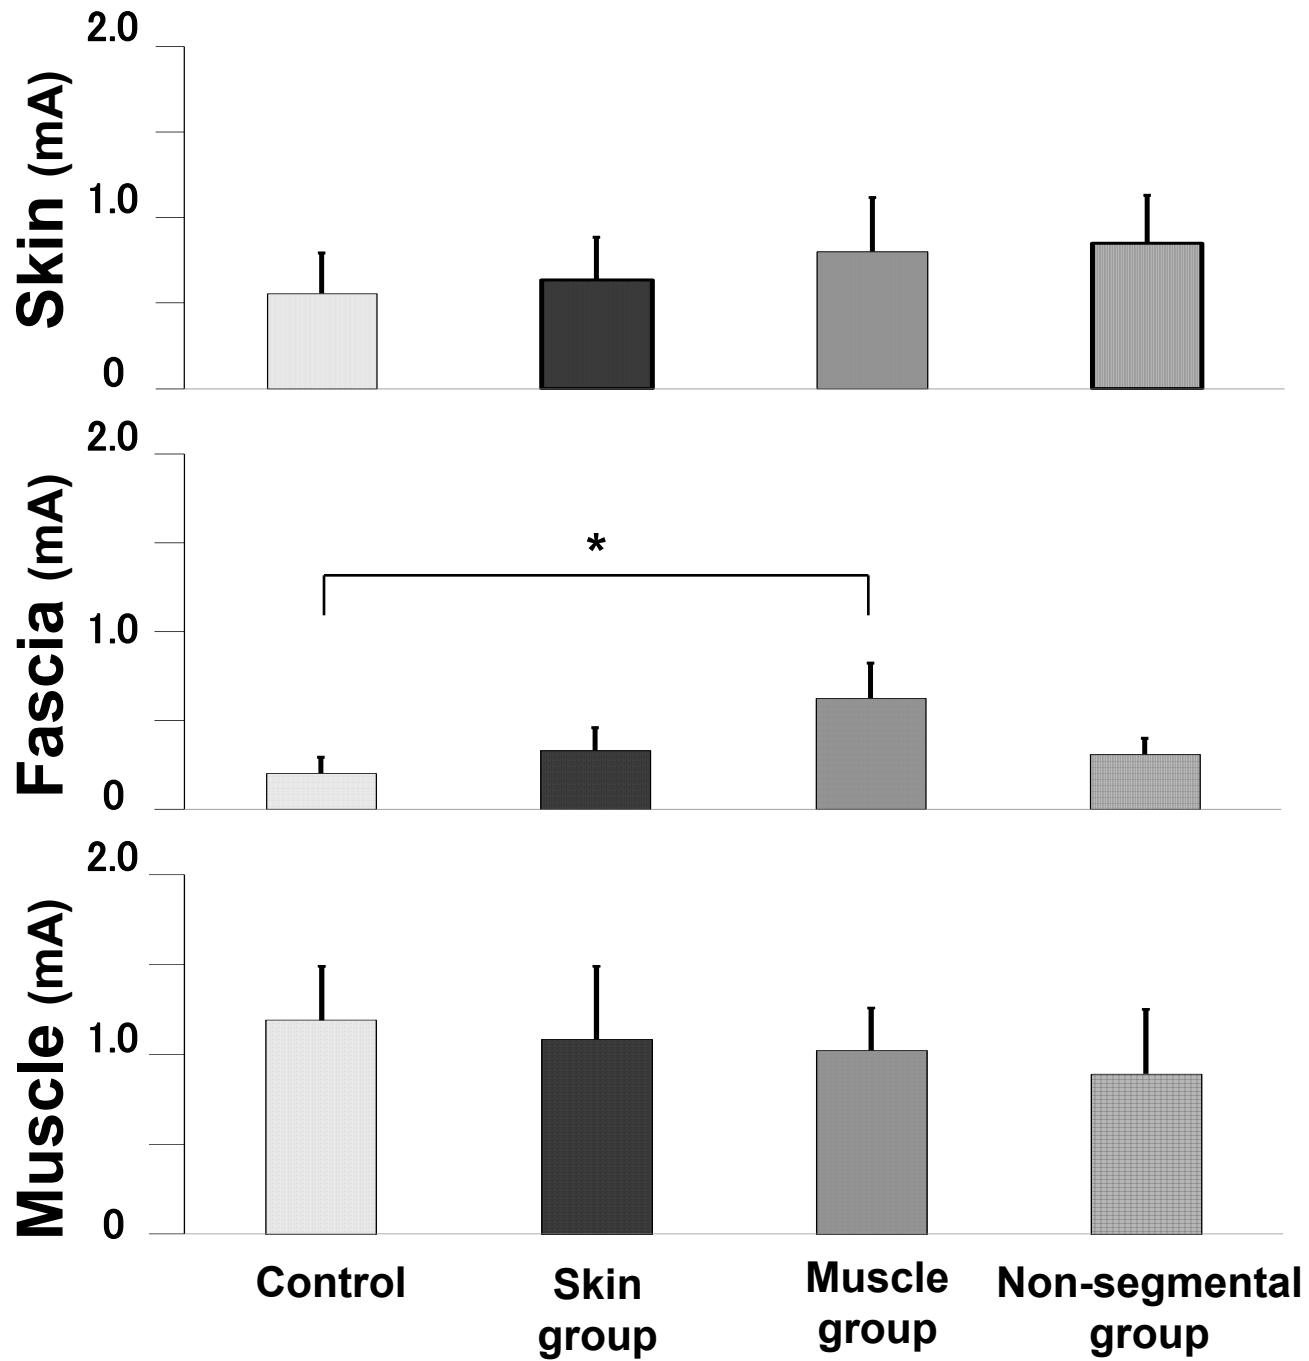 Skin (mA)
2.0
1.0
0
Fascia (mA)
2.0
*
1.0
0
Muscle (mA)
2.0
1.0
0
Control
Skin
group
Muscle
group
Non-segmental
group